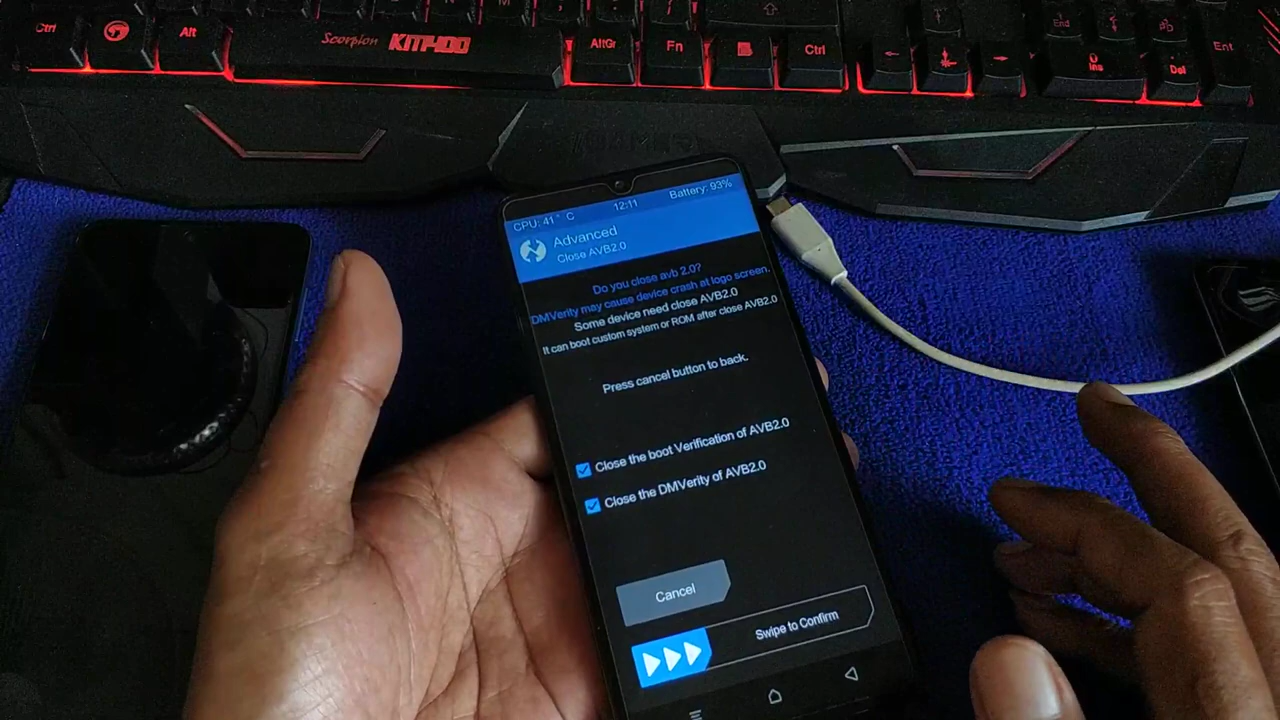 Ctrl
Alt
Scorpion KM400
AltGr
Fn
Ctrl
End
Ins
Del
Ent
CPU: 41° C
12:11
Battery: 93%
Advanced
Close AVB2.0
Do you close avb 2.0?
DMVerity may cause device crash at logo screen.
Some device need close AVB2.0
It can boot custom system or ROM after close AVB2.0
Press cancel button to back.
Close the boot Verification of AVB2.0
Close the DMVerity of AVB2.0
Cancel
Swipe to Confirm